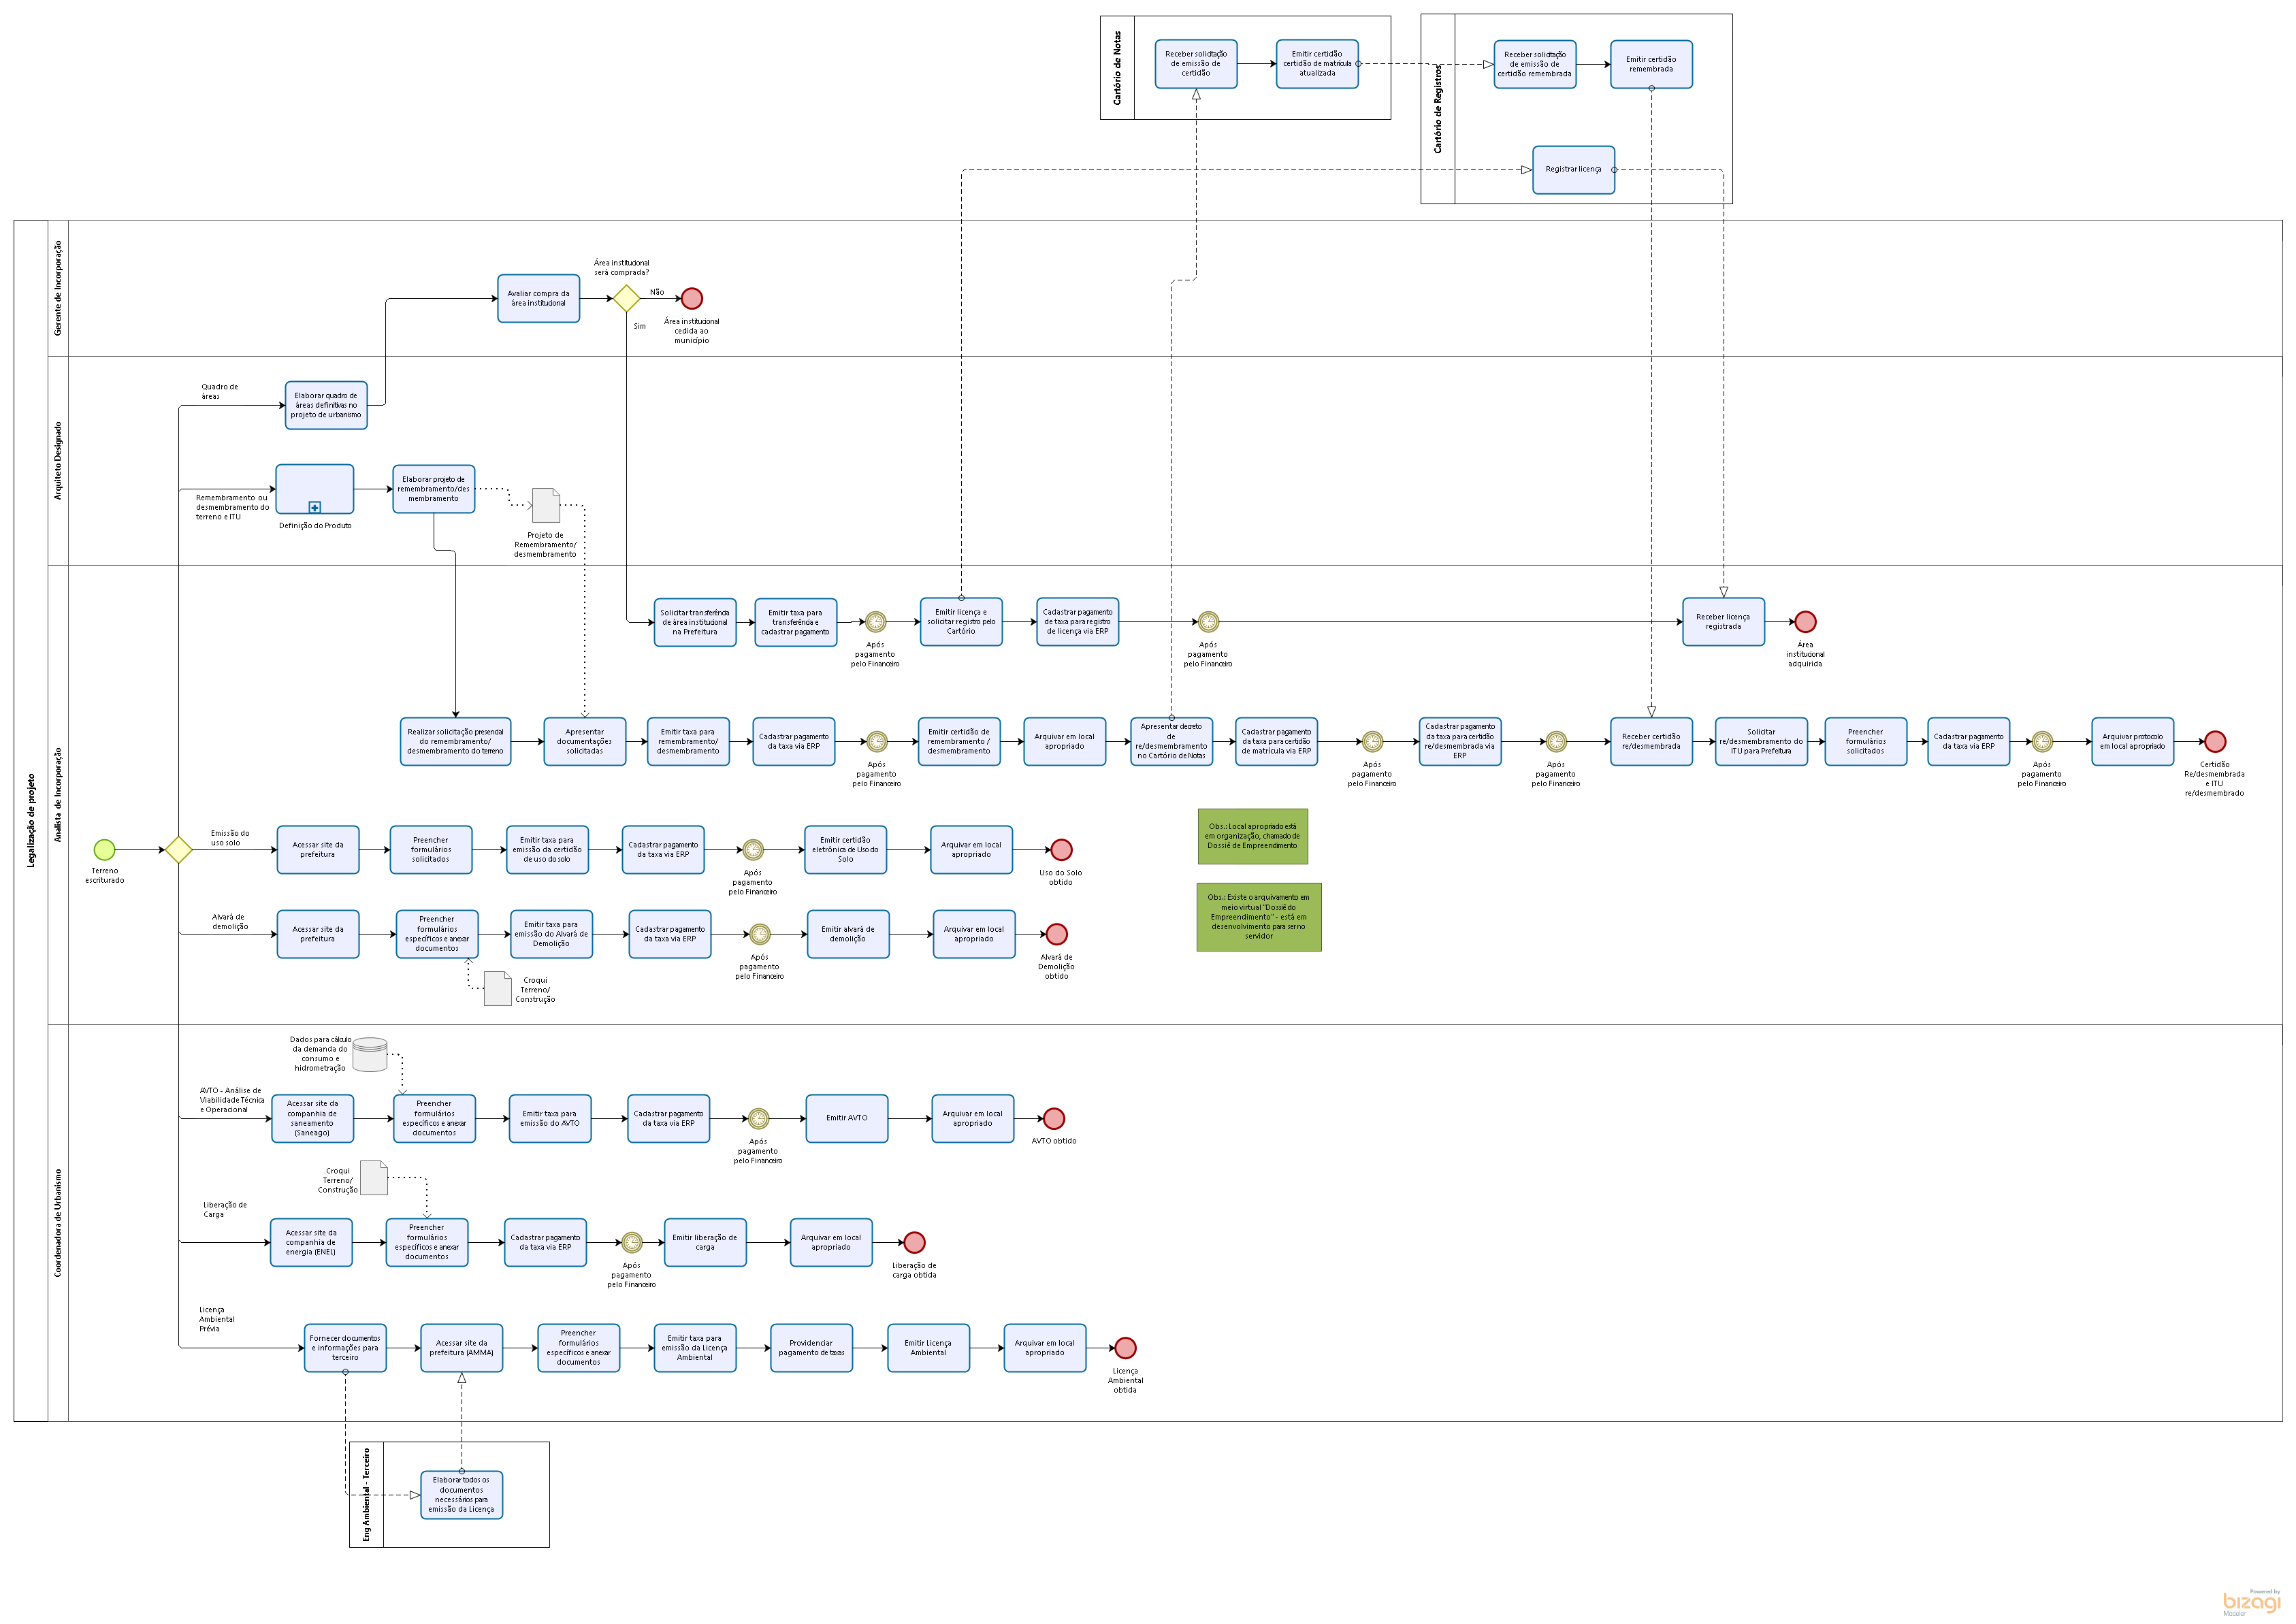 Cartório de Notas
Receber solicitação
de emissão de
certidão
Emitir certidão
certidão de matrícula
atualizada
Cartório de Registros
Receber solicitação
de emissão de
certidão remembrada
Emitir certidão
remembrada
Registrar licença
Legalização de projeto
Gerente de Incorporação
Avaliar compra da
área institucional
Área institucional
será comprada?
Não
Sim
Área institucional
cedida ao
município
Arquiteto Designado
Quadro de
áreas
Elaborar quadro de
áreas definitivas no
projeto de urbanismo
Remembramento ou
desmembramento do
terreno e ITU
Definição do Produto
Elaborar projeto de
remembramento/des
membramento
Projeto de
Remembramento/
desmembramento
Analista de Incorporação
Solicitar transferência
de área institucional
na Prefeitura
Emitir taxa para
transferência e
cadastrar pagamento
Após
pagamento
pelo Financeiro
Emitir licença e
solicitar registro pelo
Cartório
Cadastrar pagamento
de taxa para registro
de licença via ERP
Após
pagamento
pelo Financeiro
Receber licença
registrada
Área
institucional
adquirida
Realizar solicitação presencial
do remembramento/
desmembramento do terreno
Apresentar
documentações
solicitadas
Emitir taxa para
remembramento/
desmembramento
Cadastrar pagamento
da taxa via ERP
Após
pagamento
pelo Financeiro
Emitir certidão de
remembramento /
desmembramento
Arquivar em local
apropriado
Apresentar decreto
de
re/desmembramento
no Cartório de Notas
Cadastrar pagamento
da taxa para certidão
de matrícula via ERP
Após
pagamento
pelo Financeiro
Cadastrar pagamento
da taxa para certidão
re/desmembrada via
ERP
Após
pagamento
pelo Financeiro
Receber certidão
re/desmembrada
Solicitar
re/desmembramento do
ITU para Prefeitura
Preencher
formulários
solicitados
Cadastrar pagamento
da taxa via ERP
Após
pagamento
pelo Financeiro
Arquivar protocolo
em local apropriado
Certidão
Re/desmembrada
e ITU
re/desmembrado
Terreno
escriturado
Emissão do
uso solo
Acessar site da
prefeitura
Preencher
formulários
solicitados
Emitir taxa para
emissão da certidão
de uso do solo
Cadastrar pagamento
da taxa via ERP
Após
pagamento
pelo Financeiro
Emitir certidão
eletrônica de Uso do
Solo
Arquivar em local
apropriado
Uso do Solo
obtido
Obs.: Local apropriado está
em organização, chamado de
Dossiê de Empreendimento
Alvará de
demolição
Acessar site da
prefeitura
Preencher
formulários
específicos e anexar
documentos
Emitir taxa para
emissão do Alvará de
Demolição
Cadastrar pagamento
da taxa via ERP
Após
pagamento
pelo Financeiro
Emitir alvará de
demolição
Arquivar em local
apropriado
Alvará de
Demolição
obtido
Croqui
Terreno/
Construção
Obs.: Existe o arquivamento em
meio virtual "Dossiê do
Empreendimento" - está em
desenvolvimento para ser no
servidor
Coordenadora de Urbanismo
Dados para cálculo
da demanda do
consumo e
hidrometração
AVTO - Análise de
Viabilidade Técnica
e Operacional
Acessar site da
companhia de
saneamento
(Saneago)
Preencher
formulários
específicos e anexar
documentos
Emitir taxa para
emissão do AVTO
Cadastrar pagamento
da taxa via ERP
Após
pagamento
pelo Financeiro
Emitir AVTO
Arquivar em local
apropriado
AVTO obtido
Croqui
Terreno/
Construção
Liberação de
Carga
Acessar site da
companhia de
energia (ENEL)
Preencher
formulários
específicos e anexar
documentos
Cadastrar pagamento
da taxa via ERP
Após
pagamento
pelo Financeiro
Emitir liberação de
carga
Arquivar em local
apropriado
Liberação de
carga obtida
Licença
Ambiental
Prévia
Fornecer documentos
e informações para
terceiro
Acessar site da
prefeitura (AMMA)
Preencher
formulários
específicos e anexar
documentos
Emitir taxa para
emissão da Licença
Ambiental
Providenciar
pagamento de taxas
Emitir Licença
Ambiental
Arquivar em local
apropriado
Licença
Ambiental
obtida
Eng Ambiental - Terceiro
Elaborar todos os
documentos
necessários para
emissão da Licença
Powered by
bizagi
Modeler